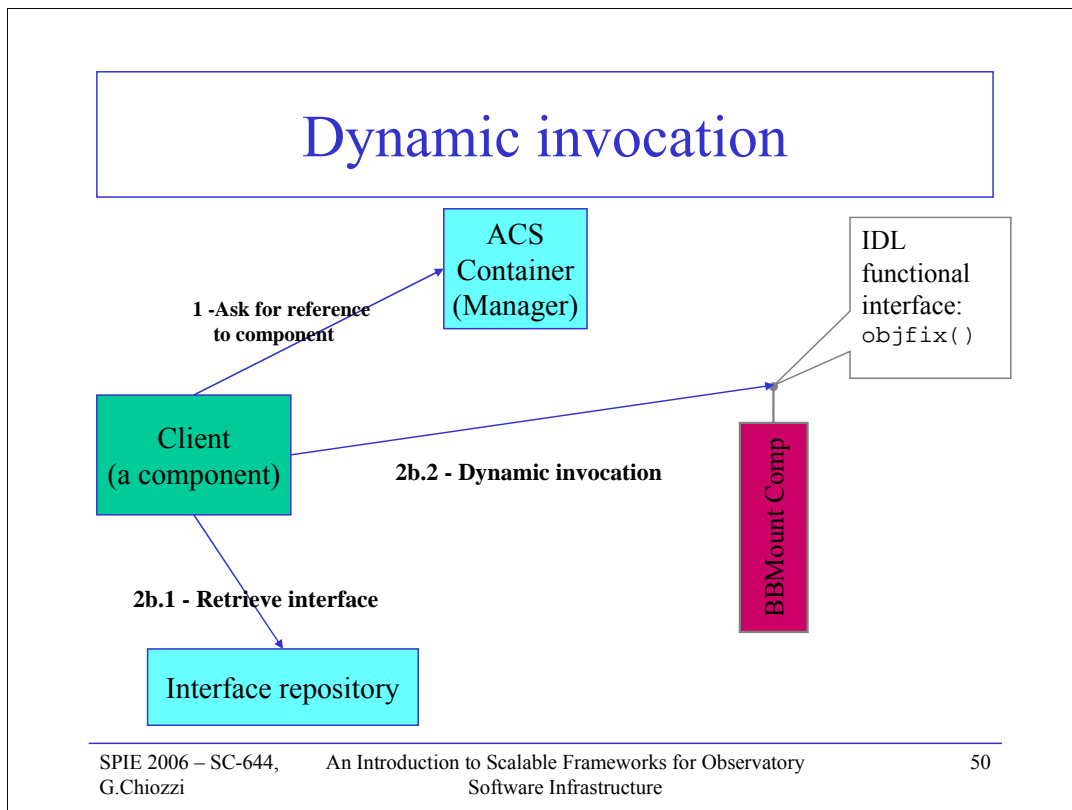 Dynamic invocation
ACS
Container
(Manager)
IDL
functional
interface:
objfix()
1 -Ask for reference
to component
Client
(a component)
2b.2 - Dynamic invocation
BBMount Comp
2b.1 - Retrieve interface
Interface repository
SPIE 2006 – SC-644,
G.Chiozzi
An Introduction to Scalable Frameworks for Observatory
Software Infrastructure
50